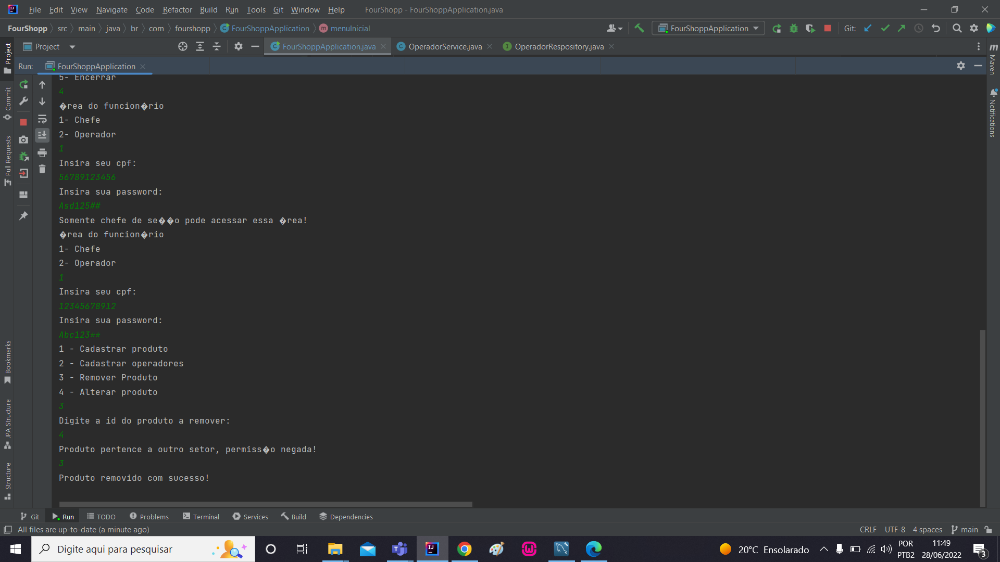 File Edit View Navigate Code Refactor Build Run Tools Git Window Help FourShopp - FourShoppApplication.java
FourShopp src main java br com fourshopp FourShoppApplication menuInicial FourShoppApplication Git:
Project FourShoppApplication.java OperadorService.java OperadorRespository.java
Run: FourShoppApplication
5- Encerrar
4
�rea do funcion�rio
1- Chefe
2- Operador
1
Insira seu cpf:
56789123456
Insira sua password:
Asd125##
Somente chefe de se��o pode acessar essa �rea!
�rea do funcion�rio
1- Chefe
2- Operador
1
Insira seu cpf:
12345678912
Insira sua password:
Abc123**
1 - Cadastrar produto
2 - Cadastrar operadores
3 - Remover Produto
4 - Alterar produto
3
Digite a id do produto a remover:
4
Produto pertence a outro setor, permiss�o negada!
3
Produto removido com sucesso!
Project
Commit
Pull Requests
Bookmarks
JPA Structure
Structure
m
Maven
Notifications
Git Run TODO Problems Terminal Services Build Dependencies
All files are up-to-date (a minute ago) CRLF UTF-8 4 spaces main
Digite aqui para pesquisar 20°C Ensolarado POR PTB2 11:49 28/06/2022 3